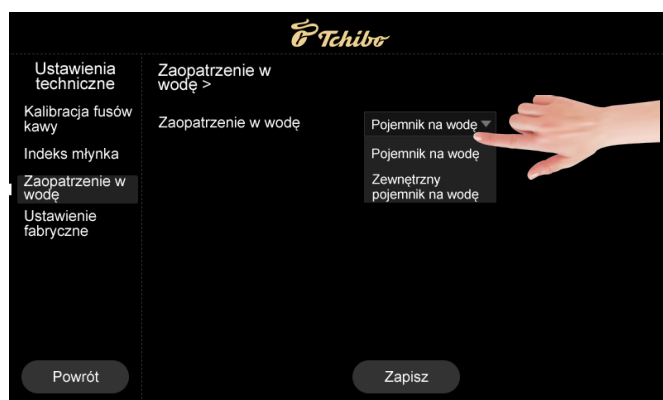 Tchibo
Ustawienia
techniczne
Kalibracja fusów
kawy
Indeks młynka
Zaopatrzenie w
wodę
Ustawienie
fabryczne
Powrót
Zaopatrzenie w
wodę >
Zaopatrzenie w wodę
Pojemnik na wodę
Pojemnik na wodę
Zewnętrzny
pojemnik na wodę
Zapisz